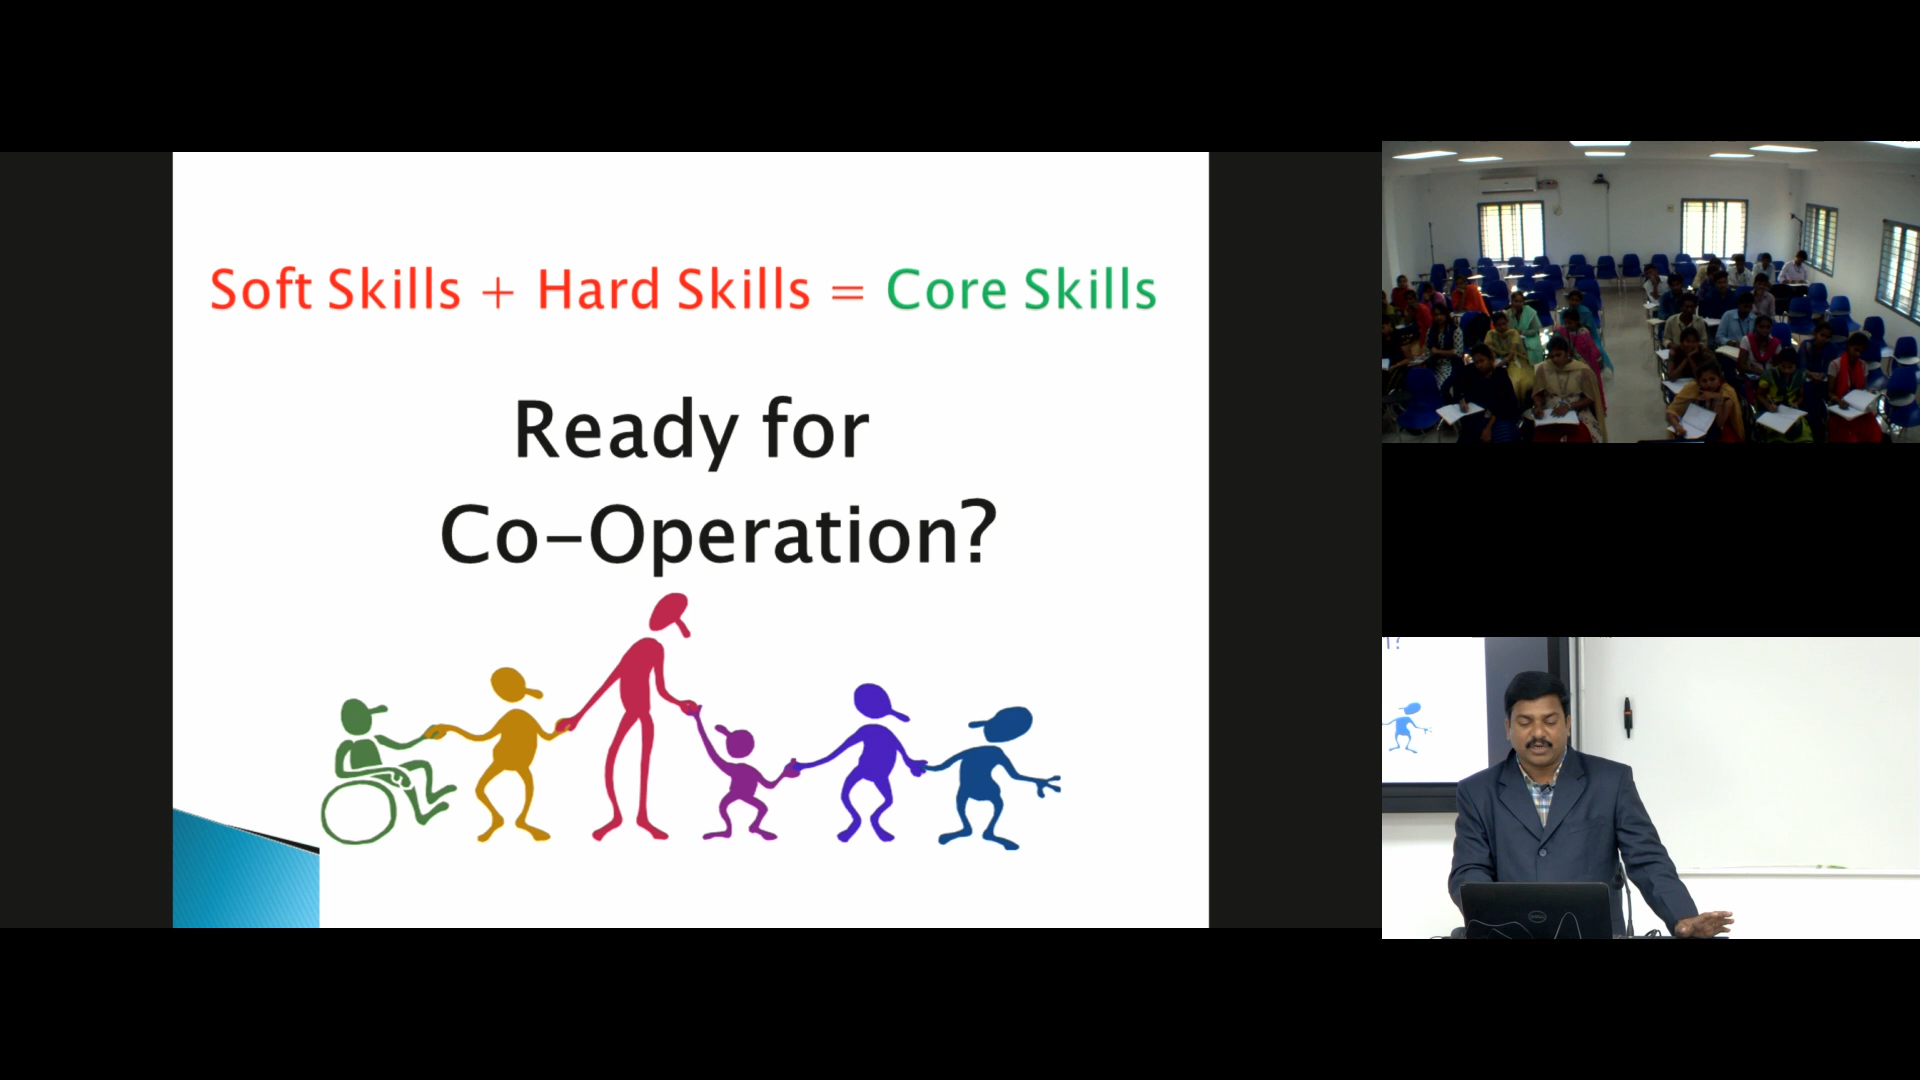 Soft Skills + Hard Skills = Core Skills
Ready for
Co-Operation?